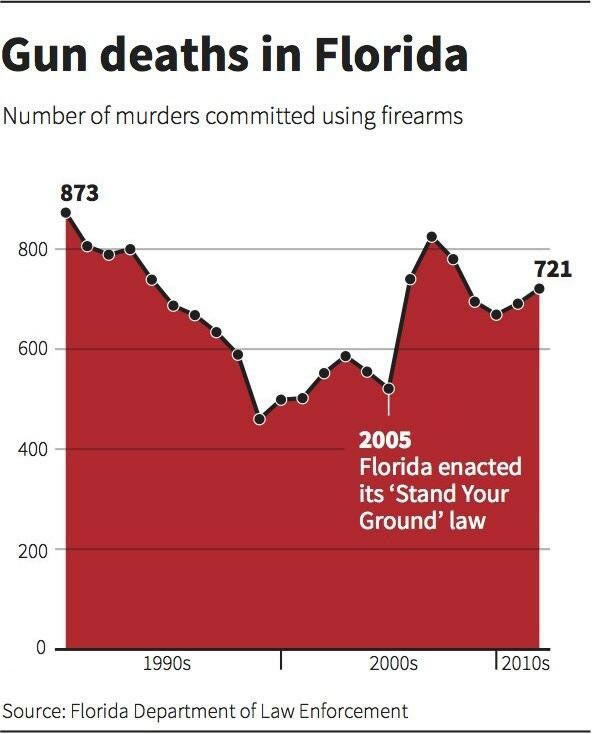 Gun deaths in Florida
Number of murders committed using firearms
873
800
721
600
400
2005
Florida enacted
its ‘Stand Your
Ground’ law
200
0
1990s
2000s
2010s
Source: Florida Department of Law Enforcement